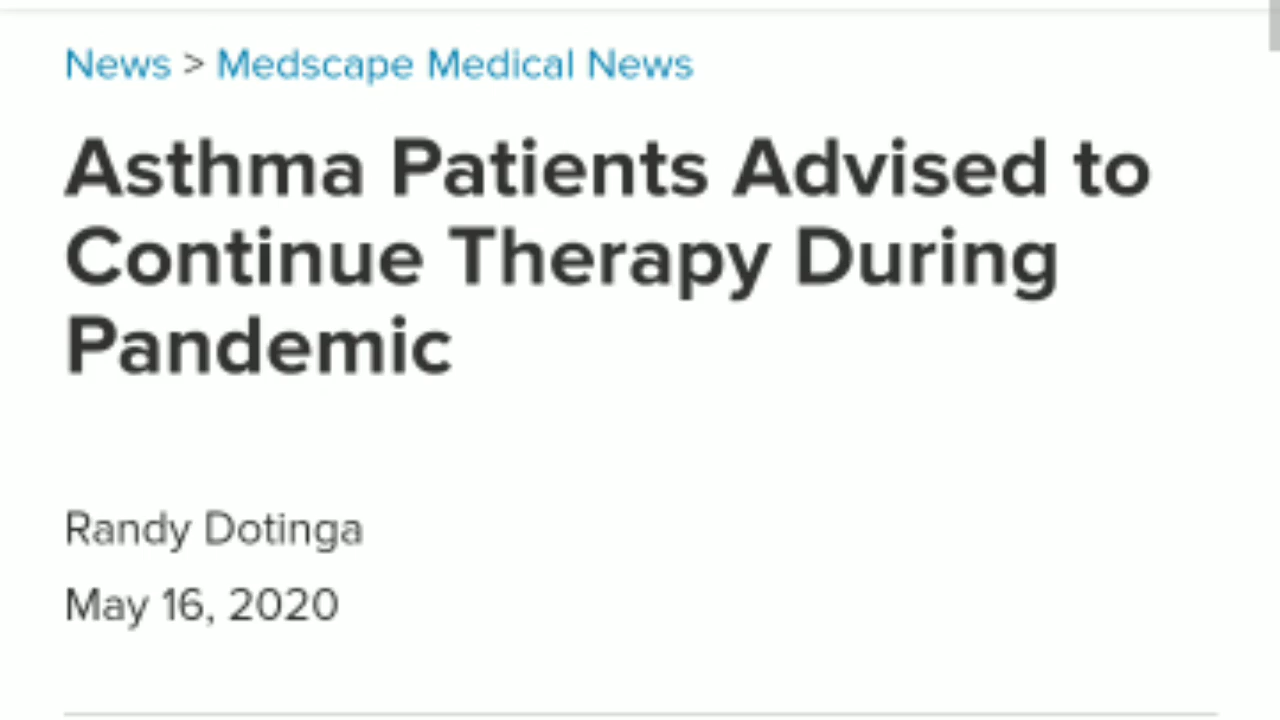 News > Medscape Medical News
Asthma Patients Advised to
Continue Therapy During
Pandemic
Randy Dotinga
May 16, 2020